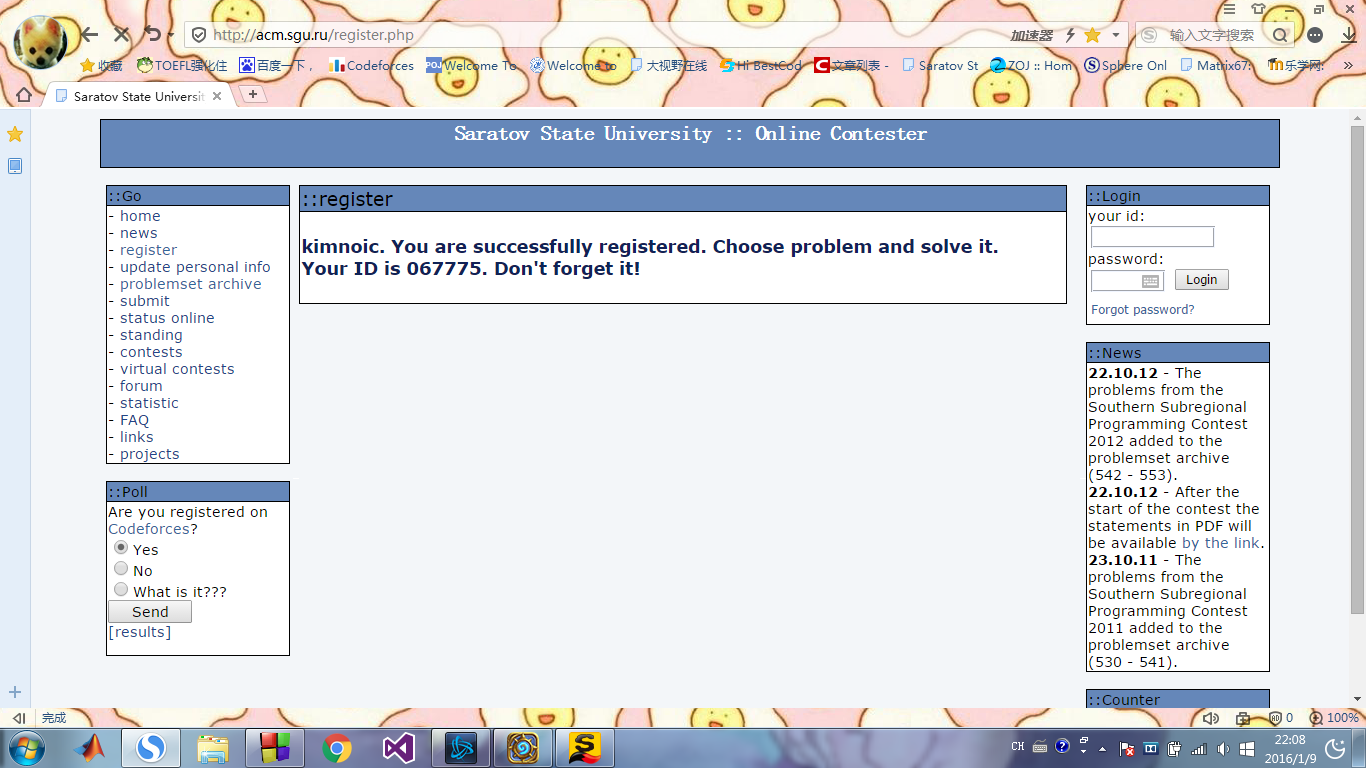 http://acm.sgu.ru/register.php
加速器
输入文字搜索
收藏
TOEFL强化住
百度一下，
Codeforces
POJ
Welcome To
Welcome to
大视野在线
Hi BestCod
文章列表 -
Saratov St
ZOJ :: Hom
Sphere Onl
Matrix67:
乐学网:
»
Saratov State Universit
Saratov State University :: Online Contester
::Go
- home
- news
- register
- update personal info
- problemset archive
- submit
- status online
- standing
- contests
- virtual contests
- forum
- statistic
- FAQ
- links
- projects
::Poll
Are you registered on
Codeforces?
Yes
No
What is it???
Send
[results]
::register
kimnoic. You are successfully registered. Choose problem and solve it.
Your ID is 067775. Don't forget it!
::Login
your id:
password:
Login
Forgot password?
::News
22.10.12 - The
problems from the
Southern Subregional
Programming Contest
2012 added to the
problemset archive
(542 - 553).
22.10.12 - After the
start of the contest the
statements in PDF will
be available by the link.
23.10.11 - The
problems from the
Southern Subregional
Programming Contest
2011 added to the
problemset archive
(530 - 541).
::Counter
完成
0
100%
CH
22:08
2016/1/9